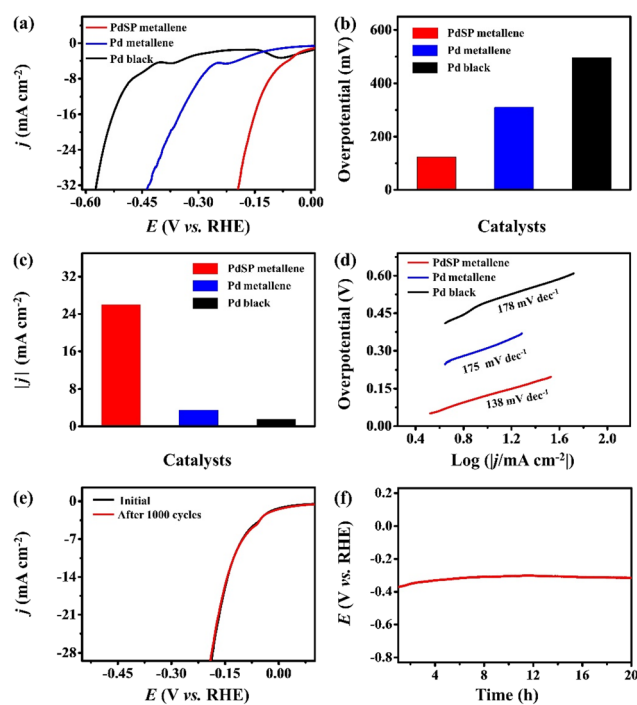 (a)
PdSP metallene
Pd metallene
Pd black
0
-8
-16
-24
-32
j (mA cm⁻²)
-0.60 -0.45 -0.30 -0.15 0.00
E (V vs. RHE)
(b)
PdSP metallene
Pd metallene
Pd black
600
400
200
0
Overpotential (mV)
Catalysts
(c)
PdSP metallene
Pd metallene
Pd black
32
24
16
8
0
|j| (mA cm⁻²)
Catalysts
(d)
PdSP metallene
Pd metallene
Pd black
0.60
0.45
0.30
0.15
0.00
Overpotential (V)
178 mV dec⁻¹
175 mV dec⁻¹
138 mV dec⁻¹
0.4 0.8 1.2 1.6 2.0
Log (|j/mA cm⁻²|)
(e)
Initial
After 1000 cycles
0
-7
-14
-21
-28
j (mA cm⁻²)
-0.45 -0.30 -0.15 0.00
E (V vs. RHE)
(f)
0.2
0.0
-0.2
-0.4
-0.6
-0.8
E (V vs. RHE)
4 8 12 16 20
Time (h)